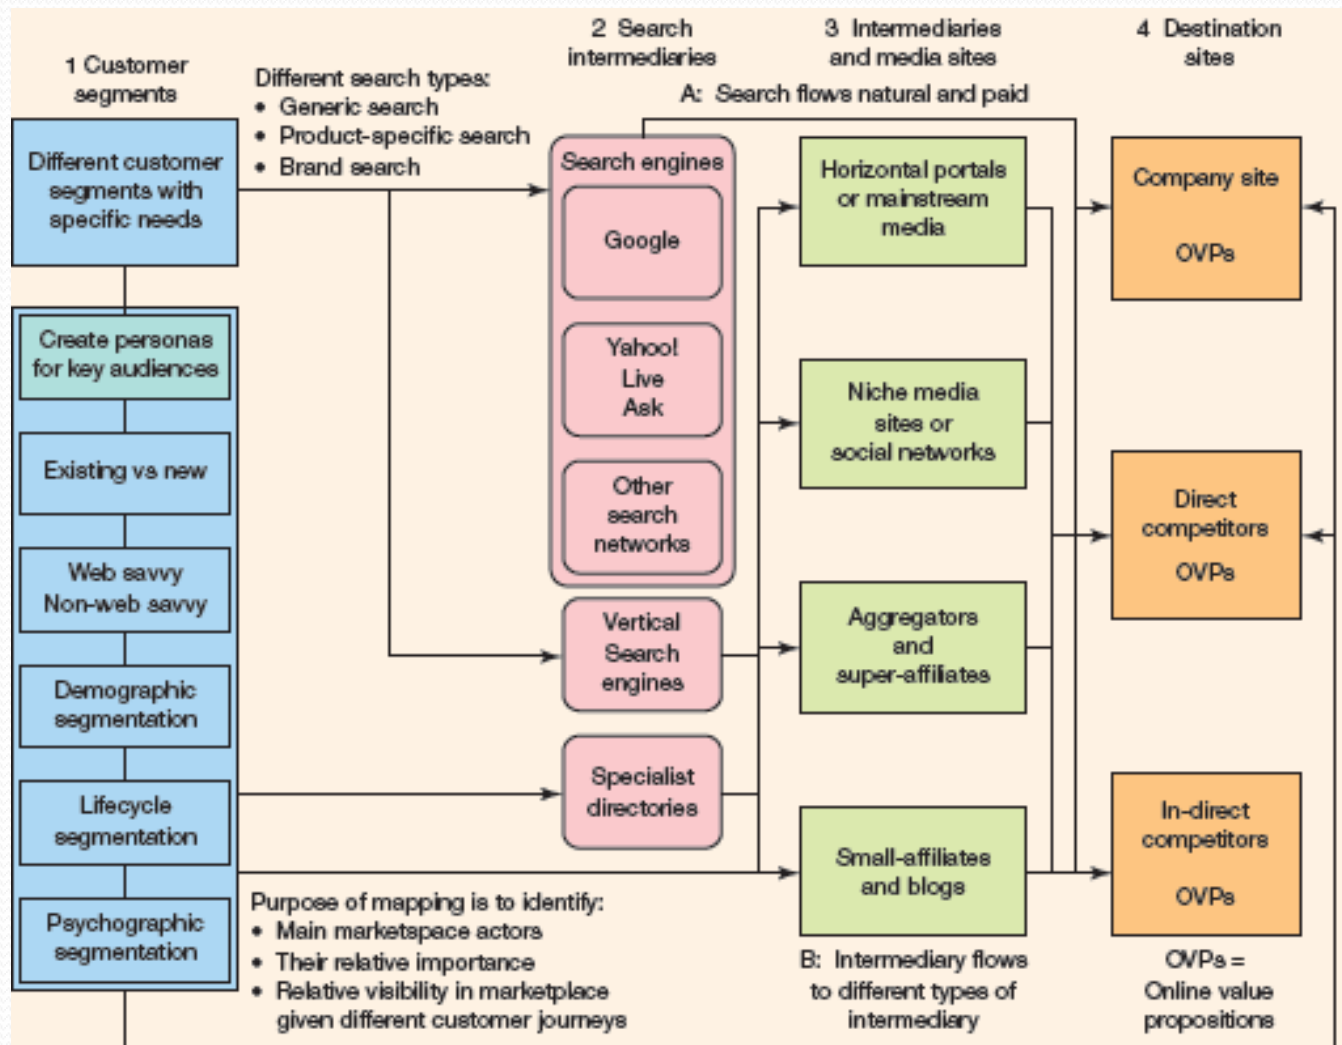 1 Customer
segments
Different search types:
• Generic search
• Product-specific search
• Brand search
2 Search
intermediaries
3 Intermediaries
and media sites
4 Destination
sites
A: Search flows natural and paid
Different customer
segments with
specific needs
Create personas
for key audiences
Existing vs new
Web savvy
Non-web savvy
Demographic
segmentation
Lifecycle
segmentation
Psychographic
segmentation
Search engines
Google
Yahoo!
Live
Ask
Other
search
networks
Vertical
Search
engines
Specialist
directories
Horizontal portals
or mainstream
media
Niche media
sites or
social networks
Aggregators
and
super-affiliates
Small-affiliates
and blogs
Company site
OVPs
Direct
competitors
OVPs
In-direct
competitors
OVPs
Purpose of mapping is to identify:
• Main marketspace actors
• Their relative importance
• Relative visibility in marketplace
given different customer journeys
B: Intermediary flows
to different types of
intermediary
OVPs =
Online value
propositions